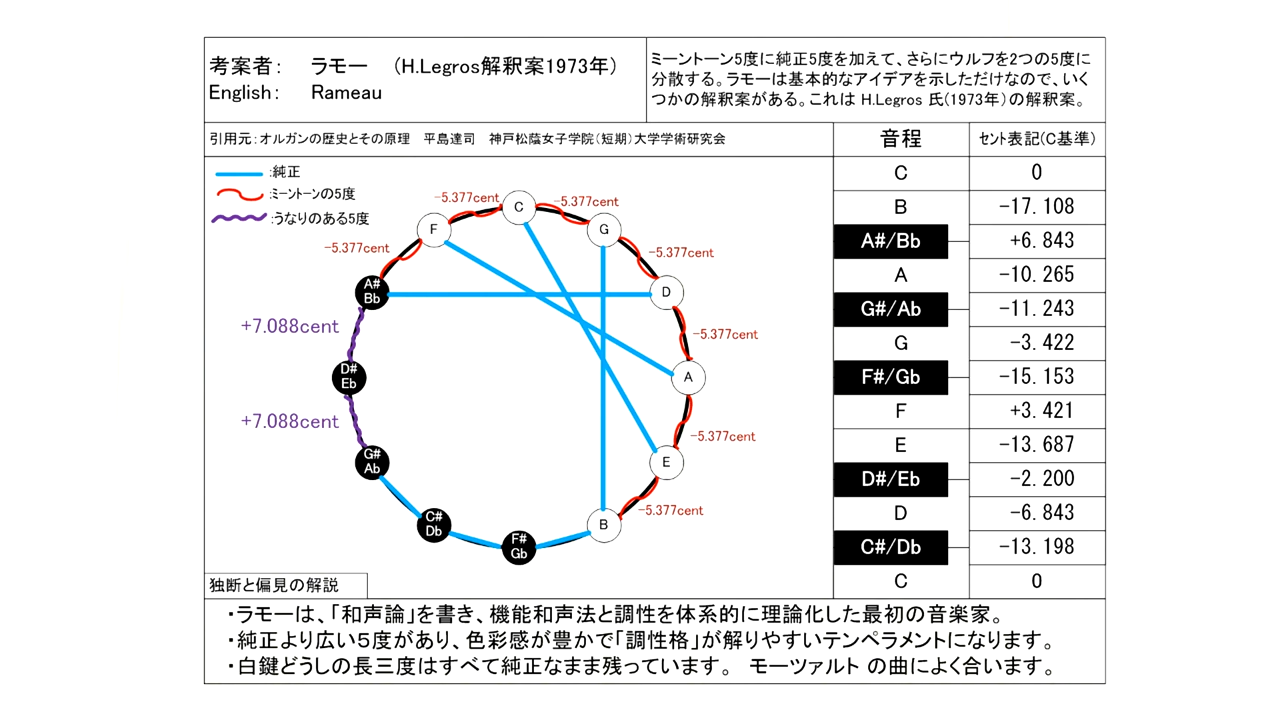 考案者： ラモー （H.Legros解釈案1973年）
English： Rameau
ミーントーン5度に純正5度を加えて、さらにウルフを2つの5度に
分散する。ラモーは基本的なアイデアを示しただけなので、いく
つかの解釈案がある。これは H.Legros 氏(1973年）の解釈案。
引用元：オルガンの歴史とその原理 平島達司 神戸松蔭女子学院（短期）大学学術研究会
音程 ｾﾝﾄ表記(C基準)
:純正
:ミーントーンの5度
:うなりのある5度
-5.377cent
-5.377cent
-5.377cent
-5.377cent
-5.377cent
-5.377cent
-5.377cent
+7.088cent
+7.088cent
C
G
D
A
E
B
F# Gb
C# Db
G# Ab
D# Eb
A# Bb
F
C 0
B -17.108
A#/Bb +6.843
A -10.265
G#/Ab -11.243
G -3.422
F#/Gb -15.153
F +3.421
E -13.687
D#/Eb -2.200
D -6.843
C#/Db -13.198
C 0
独断と偏見の解説
・ラモーは、「和声論」を書き、機能和声法と調性を体系的に理論化した最初の音楽家。
・純正より広い5度があり、色彩感が豊かで「調性格」が解りやすいテンペラメントになります。
・白鍵どうしの長三度はすべて純正なまま残っています。 モーツァルト の曲によく合います。